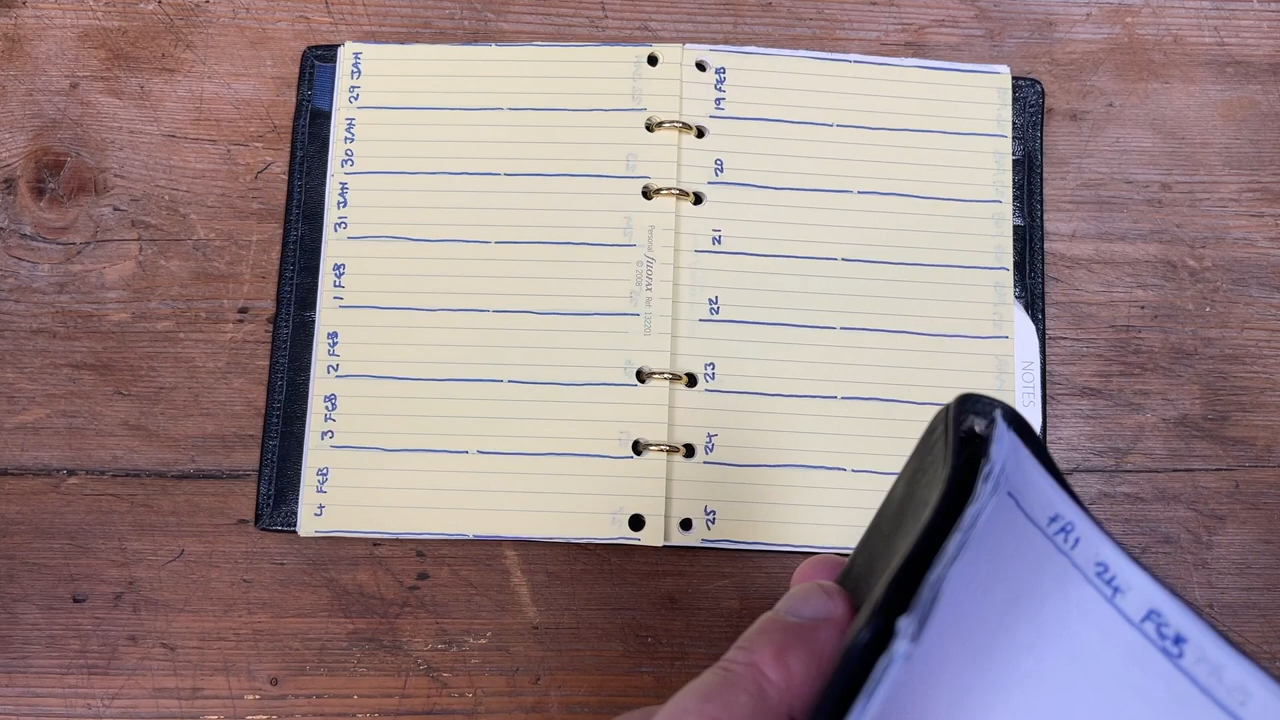 29 JAN
30 JAN
31 JAN
1 FEB
2 FEB
3 FEB
4 FEB
Personal filofax Ref. 132201
© 2008
19 FEB
20
21
22
23
24
25
NOTES
FRI 24 FEB